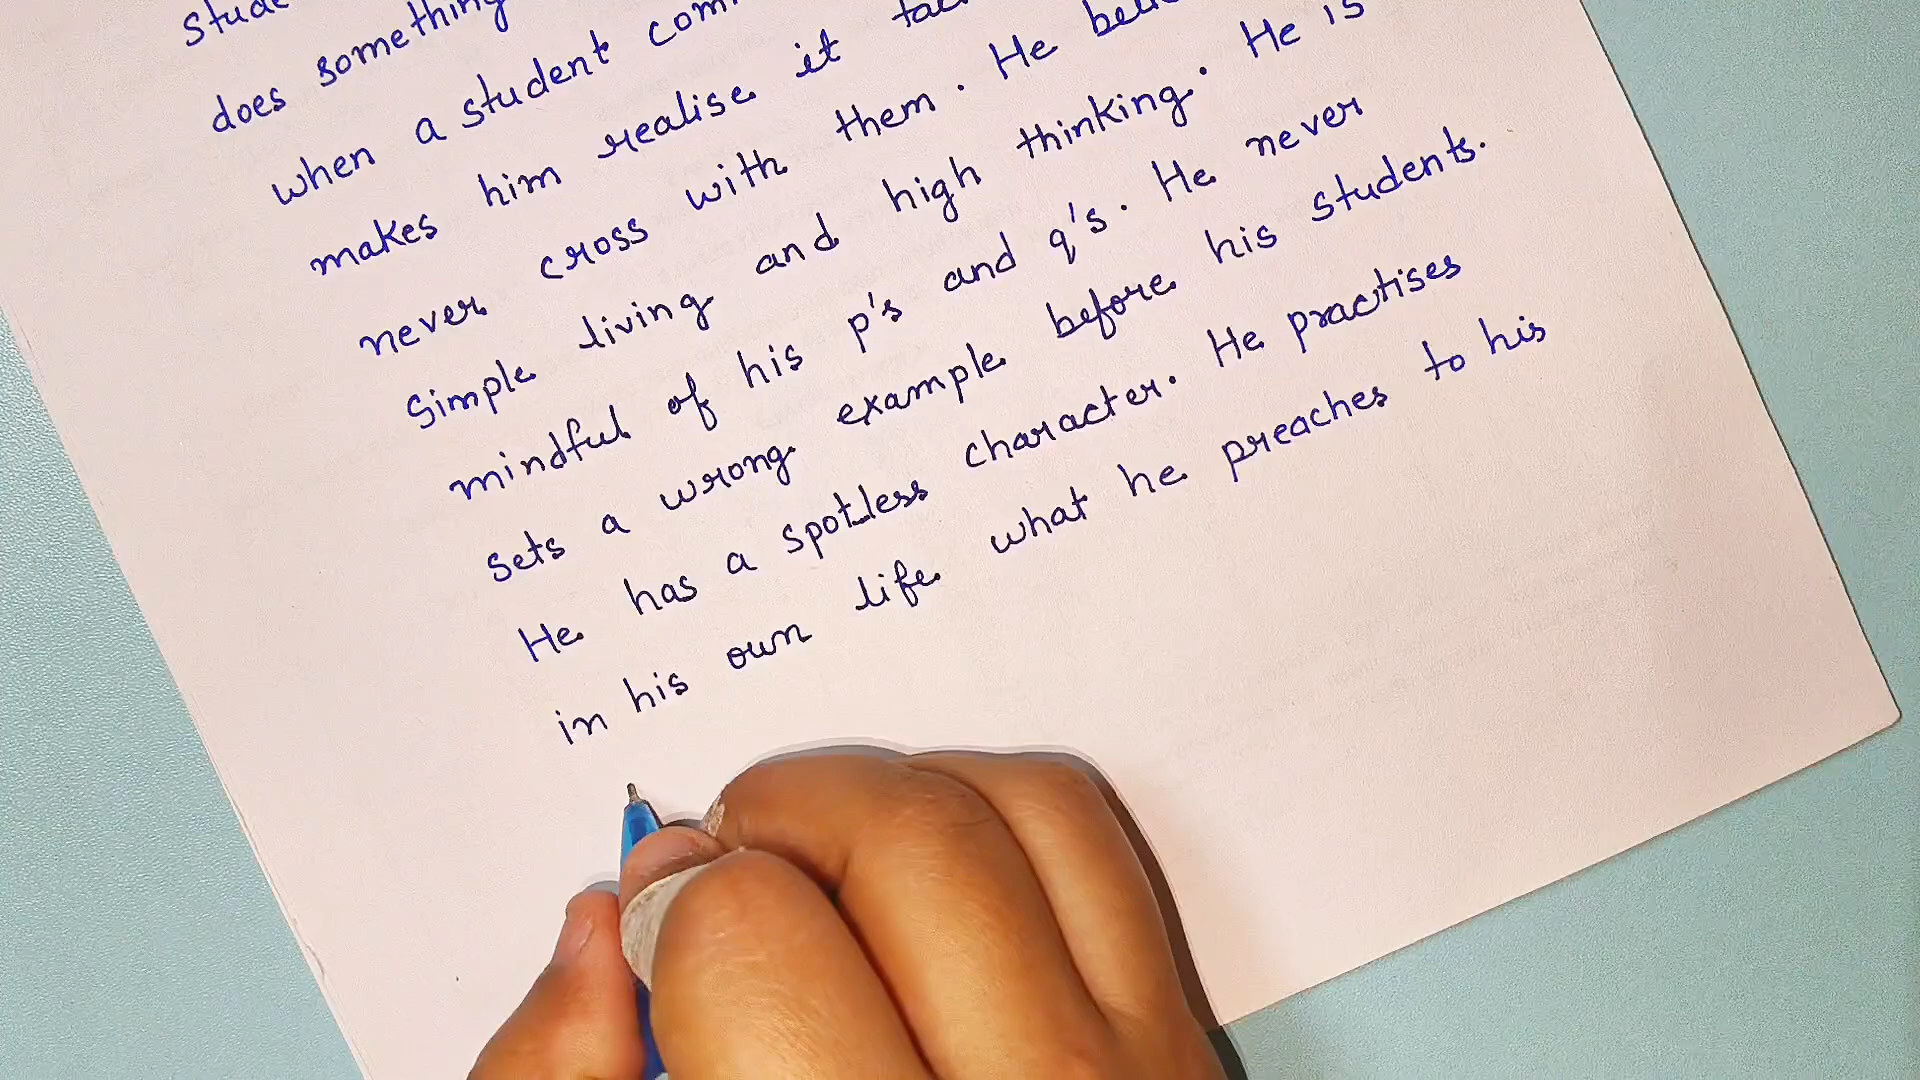 does something
when a student
makes him realise it
never cross with them. He
simple living and high thinking. He is
mindful of his p's and q's. He never
sets a wrong example before his students.
He has a spotless character. He practises
in his own life what he preaches to his